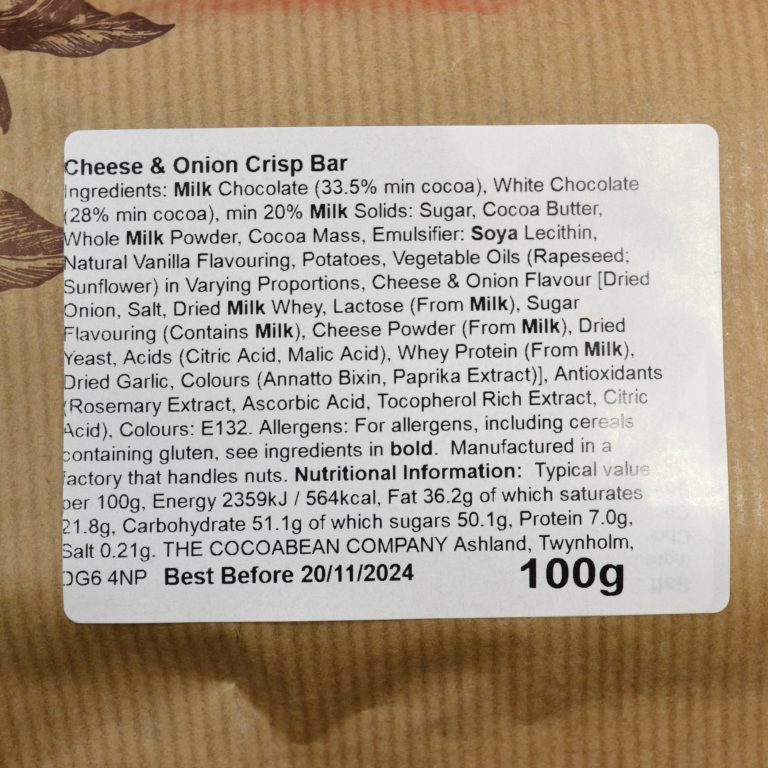 Cheese & Onion Crisp Bar
Ingredients: Milk Chocolate (33.5% min cocoa), White Chocolate
(28% min cocoa), min 20% Milk Solids: Sugar, Cocoa Butter,
Whole Milk Powder, Cocoa Mass, Emulsifier: Soya Lecithin,
Natural Vanilla Flavouring, Potatoes, Vegetable Oils (Rapeseed;
Sunflower) in Varying Proportions, Cheese & Onion Flavour [Dried
Onion, Salt, Dried Milk Whey, Lactose (From Milk), Sugar
Flavouring (Contains Milk), Cheese Powder (From Milk), Dried
Yeast, Acids (Citric Acid, Malic Acid), Whey Protein (From Milk),
Dried Garlic, Colours (Annatto Bixin, Paprika Extract)], Antioxidants
(Rosemary Extract, Ascorbic Acid, Tocopherol Rich Extract, Citric
Acid), Colours: E132. Allergens: For allergens, including cereals
containing gluten, see ingredients in bold. Manufactured in a
factory that handles nuts. Nutritional Information: Typical value
per 100g, Energy 2359kJ / 564kcal, Fat 36.2g of which saturates
21.8g, Carbohydrate 51.1g of which sugars 50.1g, Protein 7.0g,
Salt 0.21g. THE COCOABEAN COMPANY Ashland, Twynholm,
DG6 4NP Best Before 20/11/2024 100g